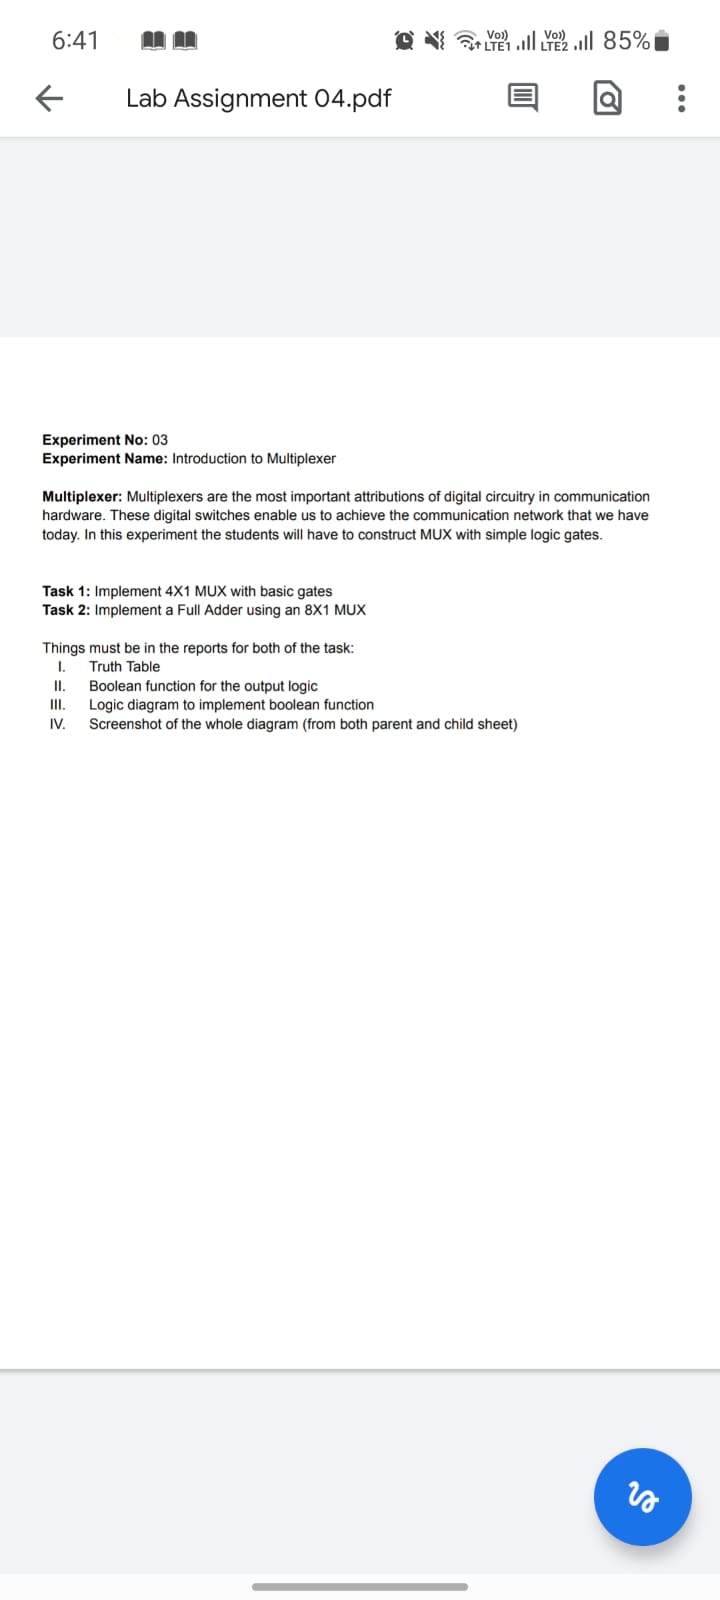 6:41
Vo)) LTE1 Vo)) LTE2 85%
Lab Assignment 04.pdf
Experiment No: 03
Experiment Name: Introduction to Multiplexer
Multiplexer: Multiplexers are the most important attributions of digital circuitry in communication
hardware. These digital switches enable us to achieve the communication network that we have
today. In this experiment the students will have to construct MUX with simple logic gates.
Task 1: Implement 4X1 MUX with basic gates
Task 2: Implement a Full Adder using an 8X1 MUX
Things must be in the reports for both of the task:
I. Truth Table
II. Boolean function for the output logic
III. Logic diagram to implement boolean function
IV. Screenshot of the whole diagram (from both parent and child sheet)